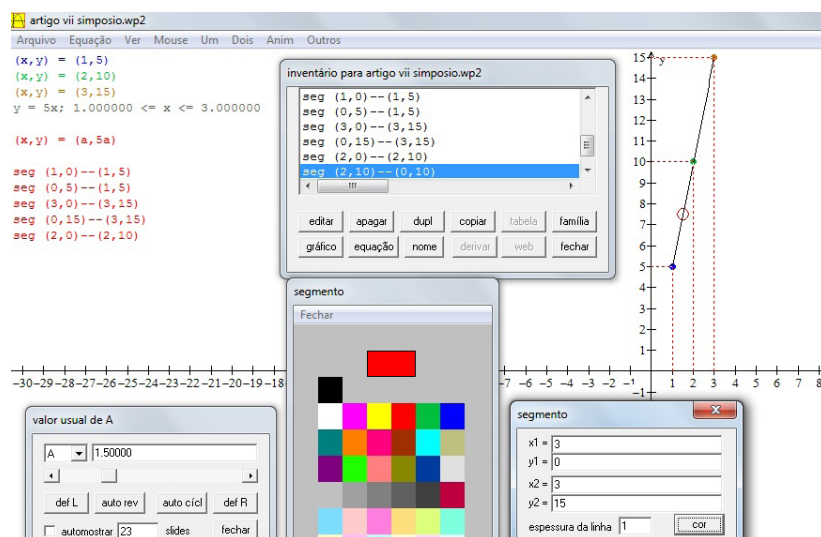 artigo vii simposio.wp2
Arquivo Equação Ver Mouse Um Dois Anim Outros
(x,y) = (1,5)
(x,y) = (2,10)
(x,y) = (3,15)
y = 5x; 1.000000 <= x <= 3.000000
(x,y) = (a,5a)
seg (1,0)--(1,5)
seg (0,5)--(1,5)
seg (3,0)--(3,15)
seg (0,15)--(3,15)
seg (2,0)--(2,10)
inventário para artigo vii simposio.wp2
seg (1,0)--(1,5)
seg (0,5)--(1,5)
seg (3,0)--(3,15)
seg (0,15)--(3,15)
seg (2,0)--(2,10)
seg (2,10)--(0,10)
editar apagar dupl copiar tabela família
gráfico equação nome derivar web fechar
y
15
14
13
12
11
10
9
8
7
6
5
4
3
2
1
-30 -29 -28 -27 -26 -25 -24 -23 -22 -21 -20 -19 -18 -7 -6 -5 -4 -3 -2 -1 1 2 3 4 5 6 7 8
-1
segmento
Fechar
valor usual de A
A 1.50000
def L auto rev auto cícl def R
automostrar 23 slides fechar
segmento
x1 = 3
y1 = 0
x2 = 3
y2 = 15
espessura da linha 1 cor